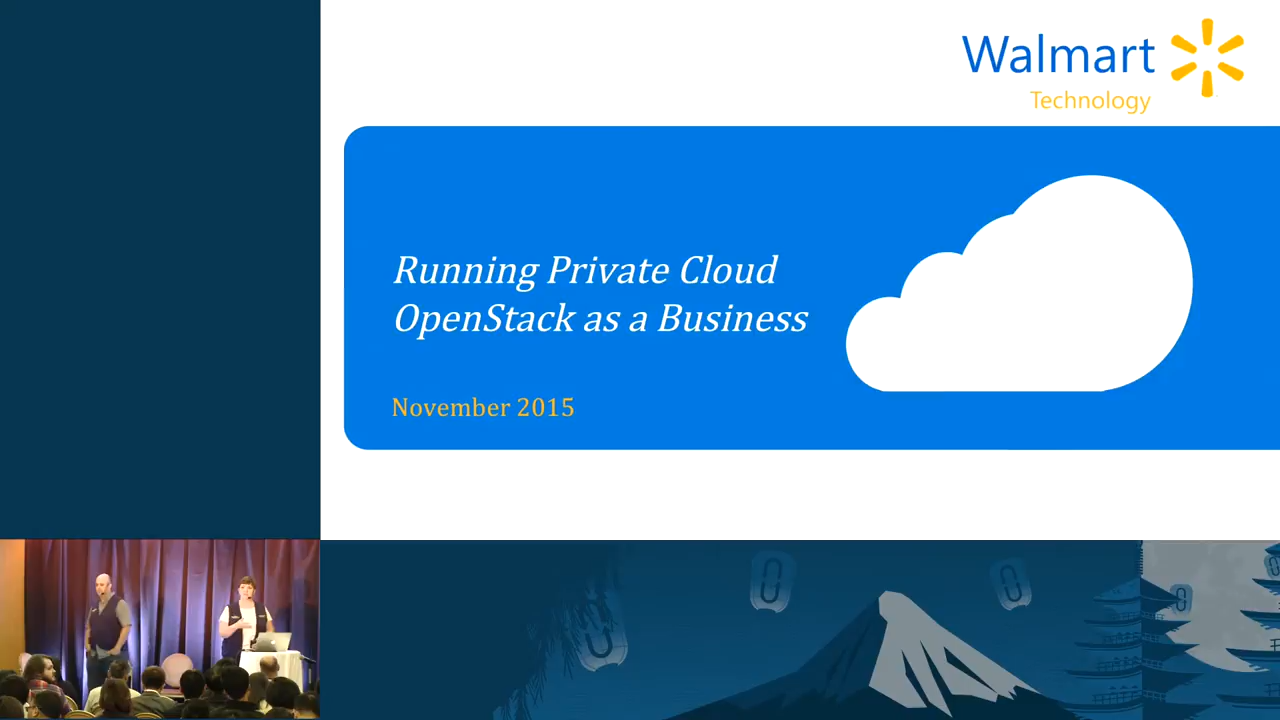 Walmart
Technology
Running Private Cloud
OpenStack as a Business
November 2015